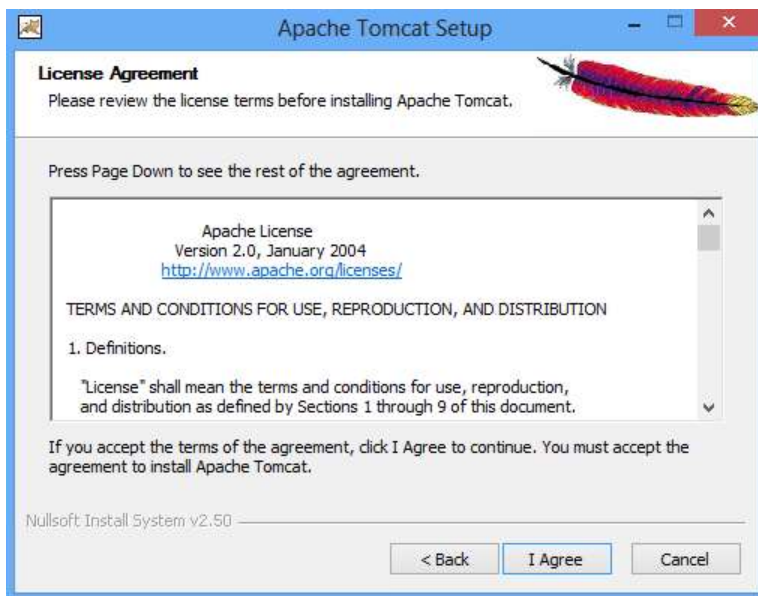 Apache Tomcat Setup
License Agreement
Please review the license terms before installing Apache Tomcat.
Press Page Down to see the rest of the agreement.
Apache License
Version 2.0, January 2004
http://www.apache.org/licenses/
TERMS AND CONDITIONS FOR USE, REPRODUCTION, AND DISTRIBUTION
1. Definitions.
"License" shall mean the terms and conditions for use, reproduction,
and distribution as defined by Sections 1 through 9 of this document.
If you accept the terms of the agreement, click I Agree to continue. You must accept the
agreement to install Apache Tomcat.
Nullsoft Install System v2.50
< Back I Agree Cancel